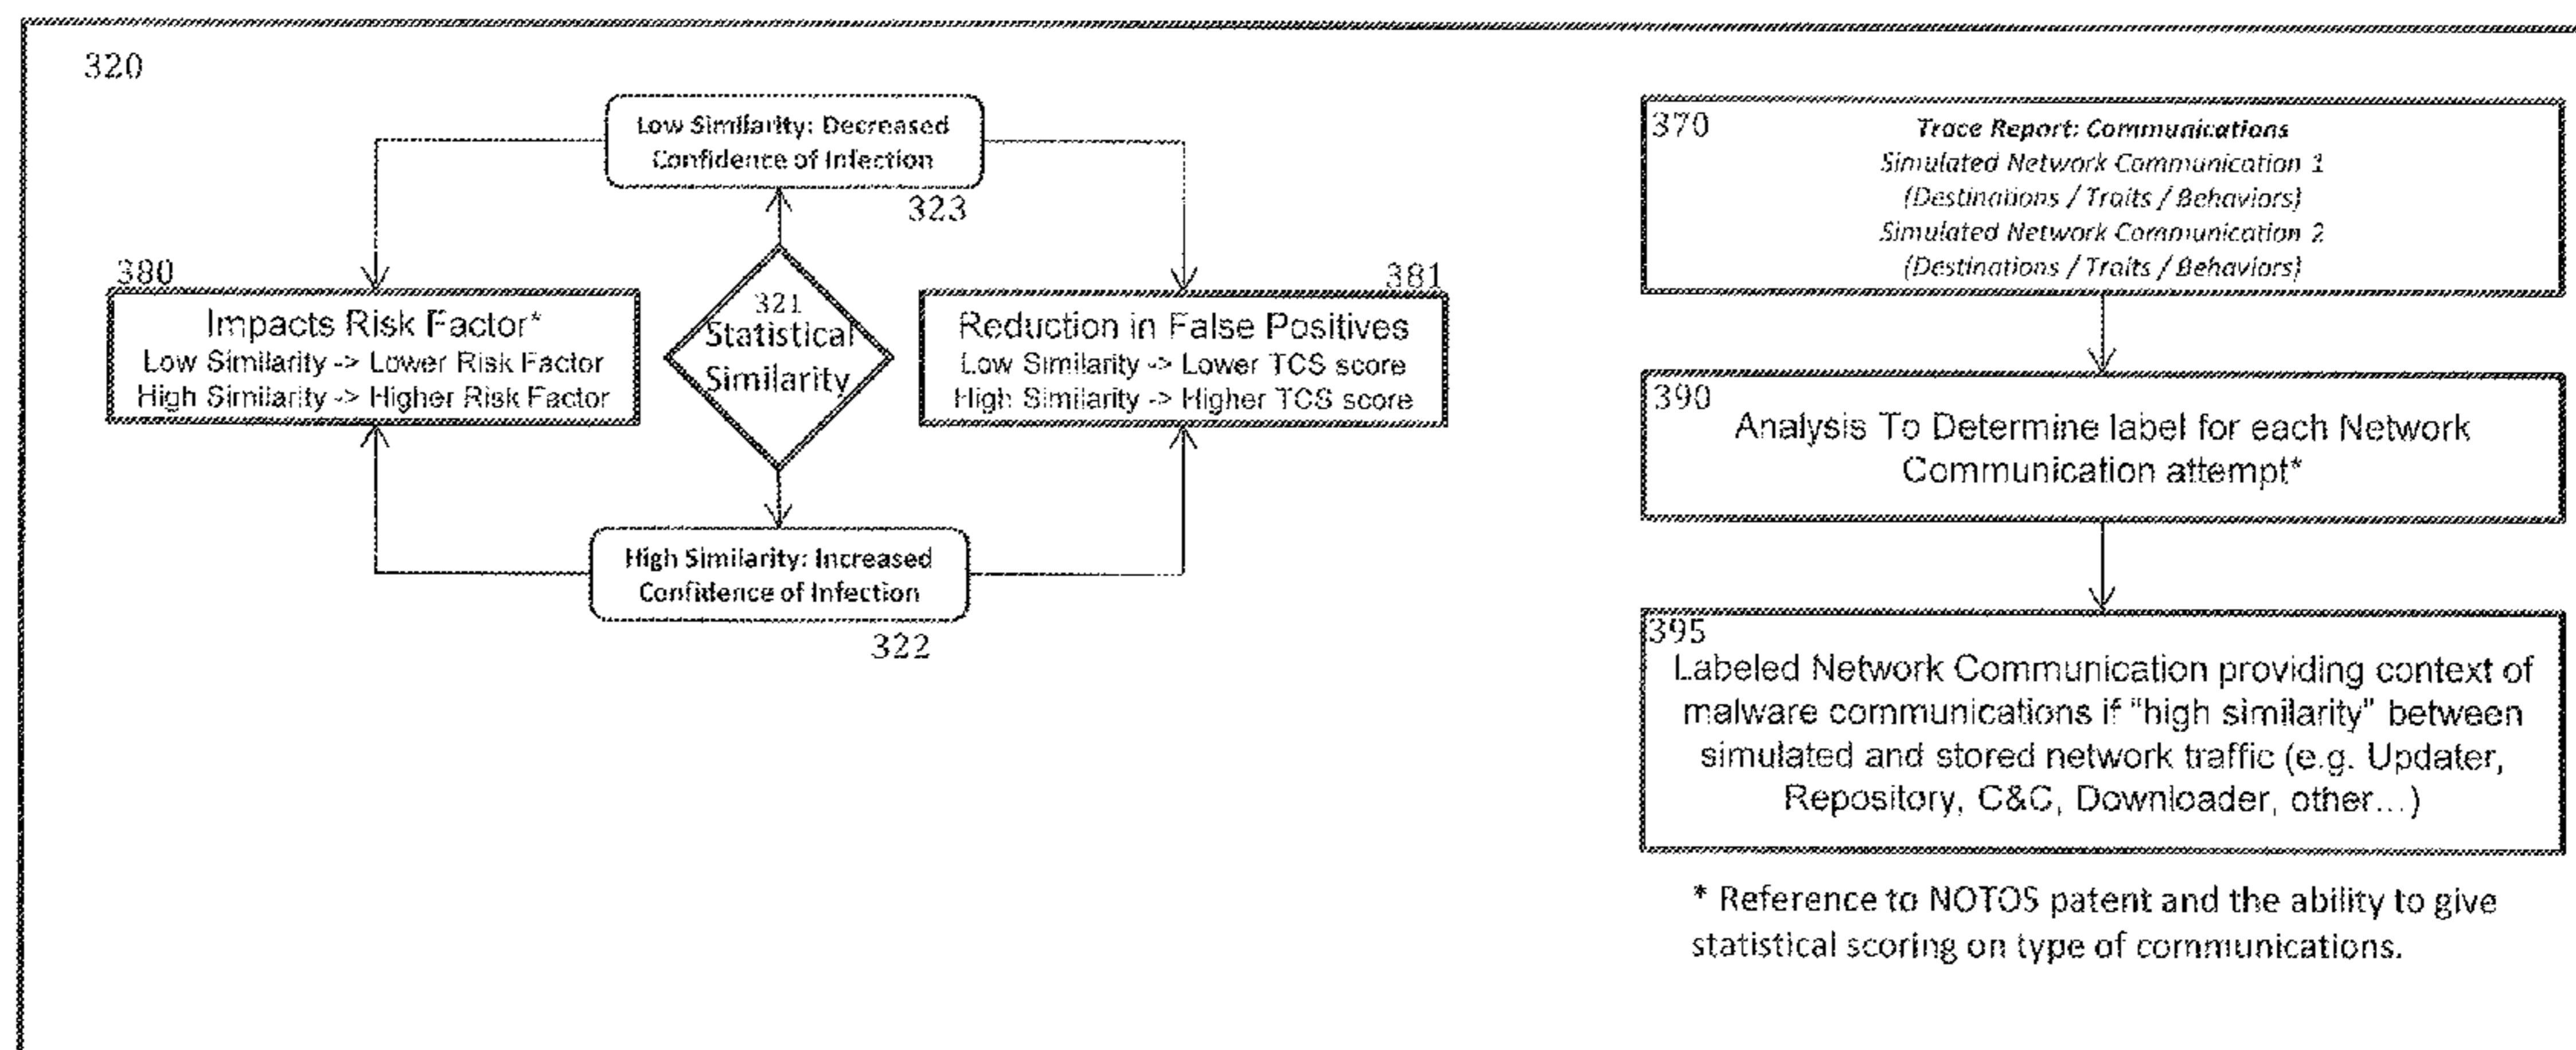 320
Low Similarity: Decreased
Confidence of Infection
323
380
Impacts Risk Factor*
Low Similarity -> Lower Risk Factor
High Similarity -> Higher Risk Factor
321
Statistical
Similarity
381
Reduction in False Positives
Low Similarity -> Lower TCS score
High Similarity -> Higher TCS score
High Similarity: Increased
Confidence of Infection
322
370
Trace Report: Communications
Simulated Network Communication 1
(Destinations / Traits / Behaviors)
Simulated Network Communication 2
(Destinations / Traits / Behaviors)
390
Analysis To Determine label for each Network
Communication attempt*
395
Labeled Network Communication providing context of
malware communications if "high similarity" between
simulated and stored network traffic (e.g. Updater,
Repository, C&C, Downloader, other...)
* Reference to NOTOS patent and the ability to give
statistical scoring on type of communications.